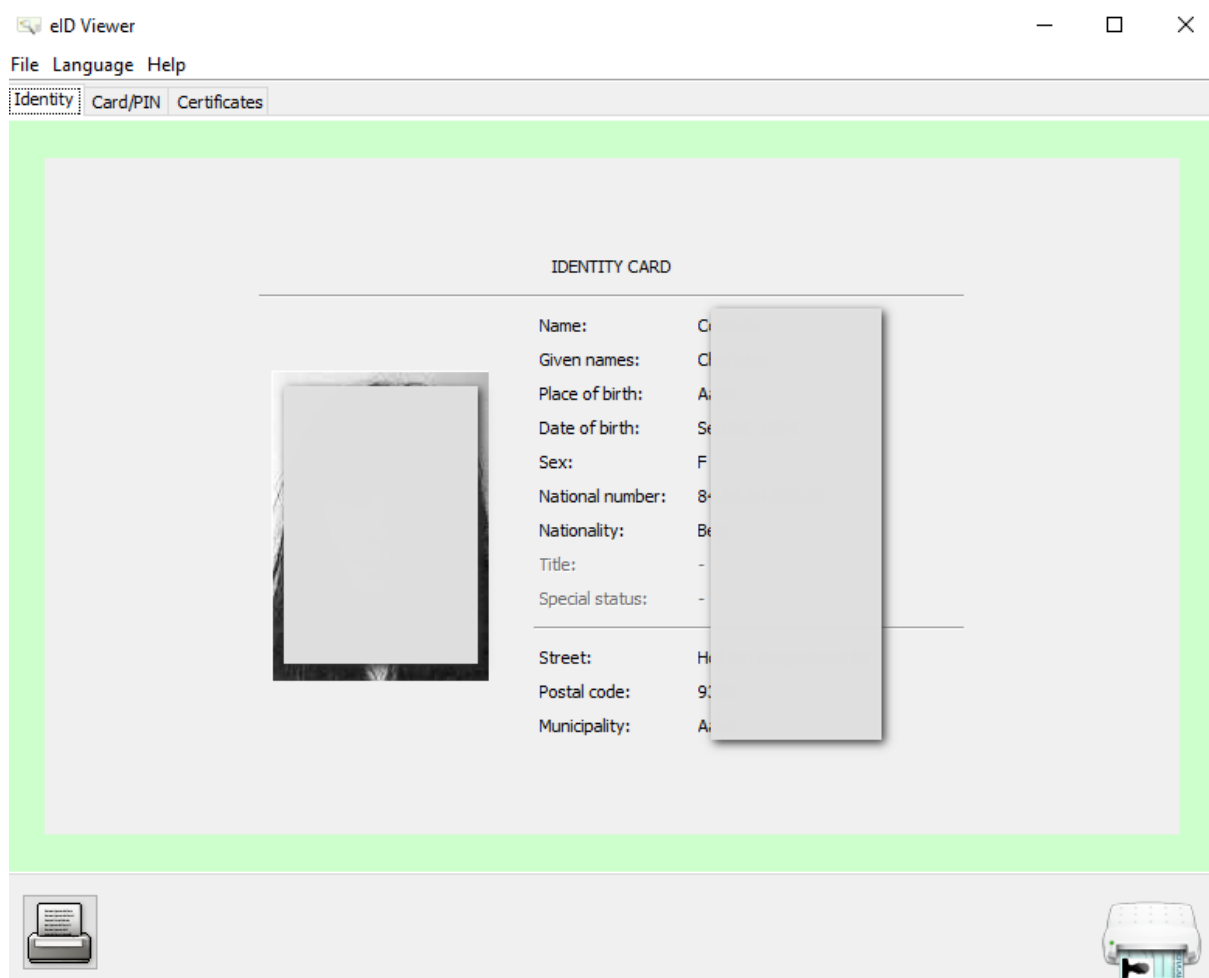 eID Viewer
File Language Help
Identity Card/PIN Certificates
IDENTITY CARD
Name:
Given names:
Place of birth:
Date of birth:
Sex: F
National number:
Nationality:
Title: -
Special status: -
Street:
Postal code:
Municipality: